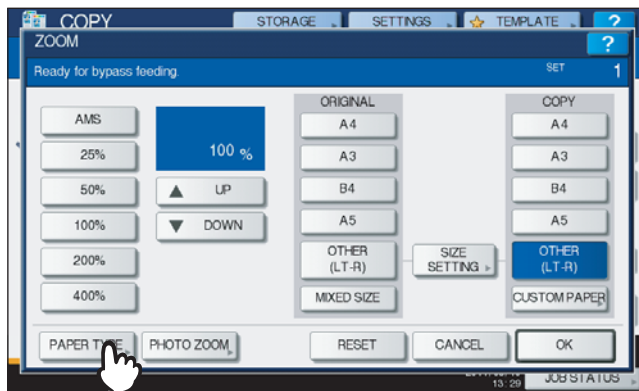 COPY STORAGE SETTINGS TEMPLATE ?
ZOOM ?
Ready for bypass feeding. SET 1
ORIGINAL COPY
AMS A4 A4
25% 100 % A3 A3
50% UP B4 B4
100% DOWN A5 A5
200% OTHER (LT-R) SIZE SETTING OTHER (LT-R)
400% MIXED SIZE CUSTOM PAPER
PAPER TYPE PHOTO ZOOM RESET CANCEL OK
13:29 JOB STATUS